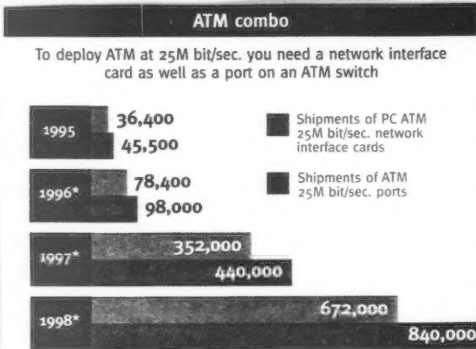 ATM combo
To deploy ATM at 25M bit/sec. you need a network interface
card as well as a port on an ATM switch
1995
36,400
45,500
Shipments of PC ATM
25M bit/sec. network
interface cards
Shipments of ATM
25M bit/sec. ports
1996*
78,400
98,000
1997*
352,000
440,000
1998*
672,000
840,000